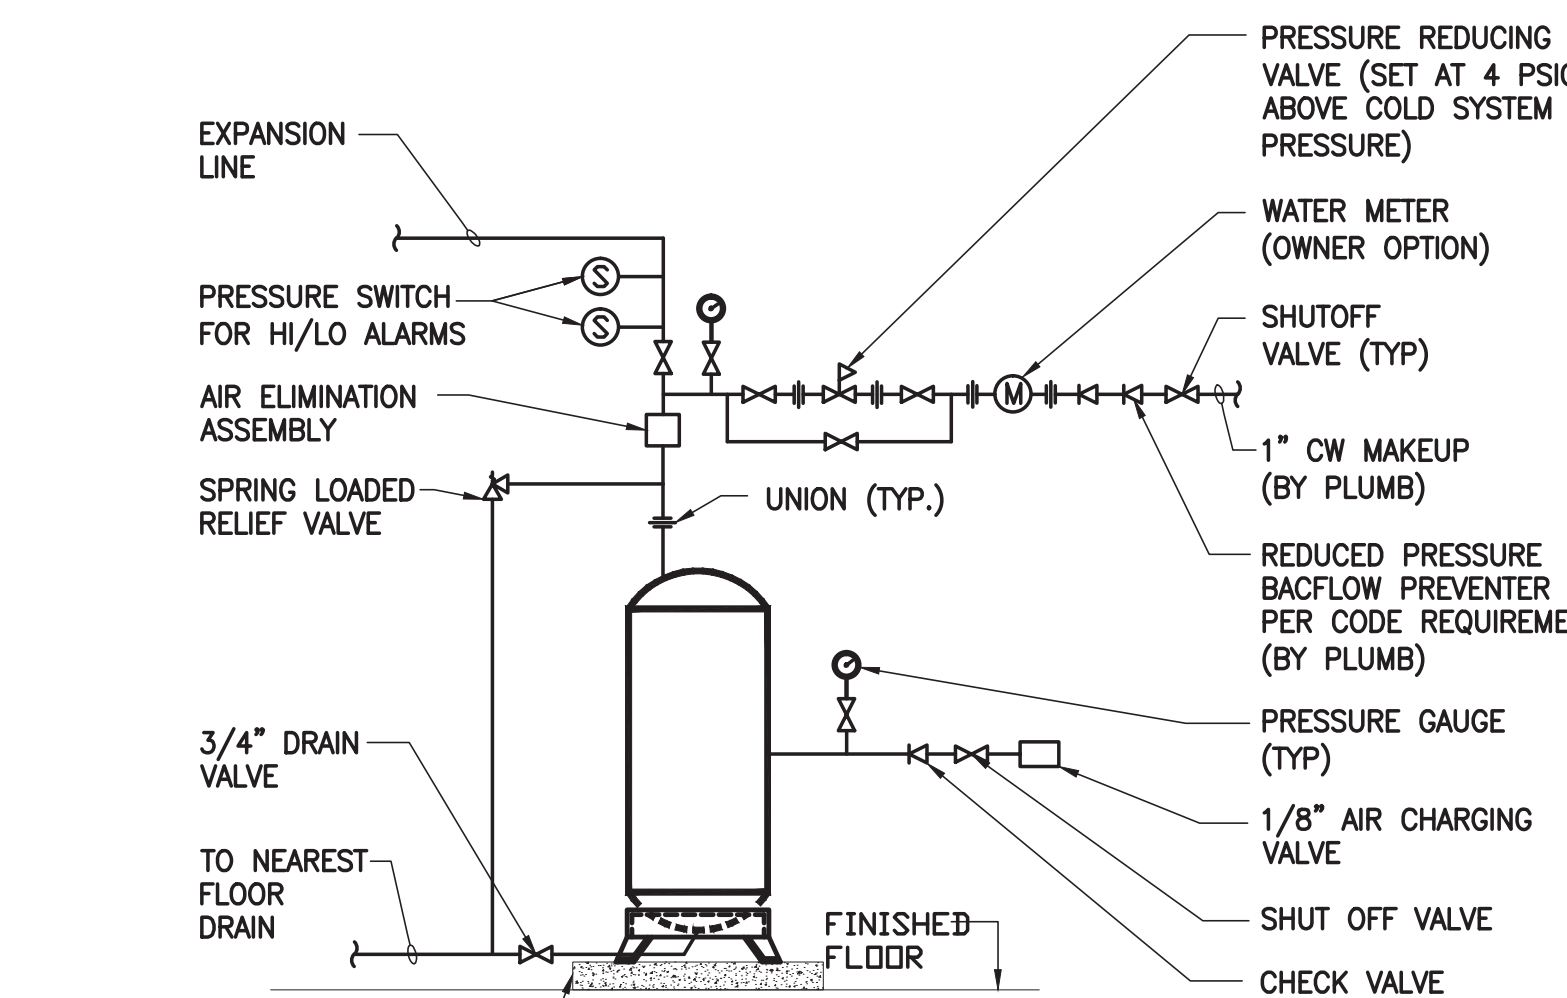 PRESSURE REDUCING
VALVE (SET AT 4
ABOVE COLD SYSTEM
PRESSURE)
EXPANSION
LINE
WATER METER
(OWNER OPTION)
PRESSURE SWITCH
FOR HI/LO ALARMS
S
S
SHUTOFF
VALVE (TYP)
AIR ELIMINATION
ASSEMBLY
M
1" CW MAKEUP
(BY PLUMB)
SPRING LOADED
RELIEF VALVE
UNION (TYP.)
REDUCED PRESSURE
BACFLOW PREVENTER
PER CODE
(BY PLUMB)
PRESSURE GAUGE
(TYP)
3/4" DRAIN
VALVE
1/8" AIR CHARGING
VALVE
TO NEAREST
FLOOR
DRAIN
FINISHED
FLOOR
SHUT OFF VALVE
CHECK VALVE